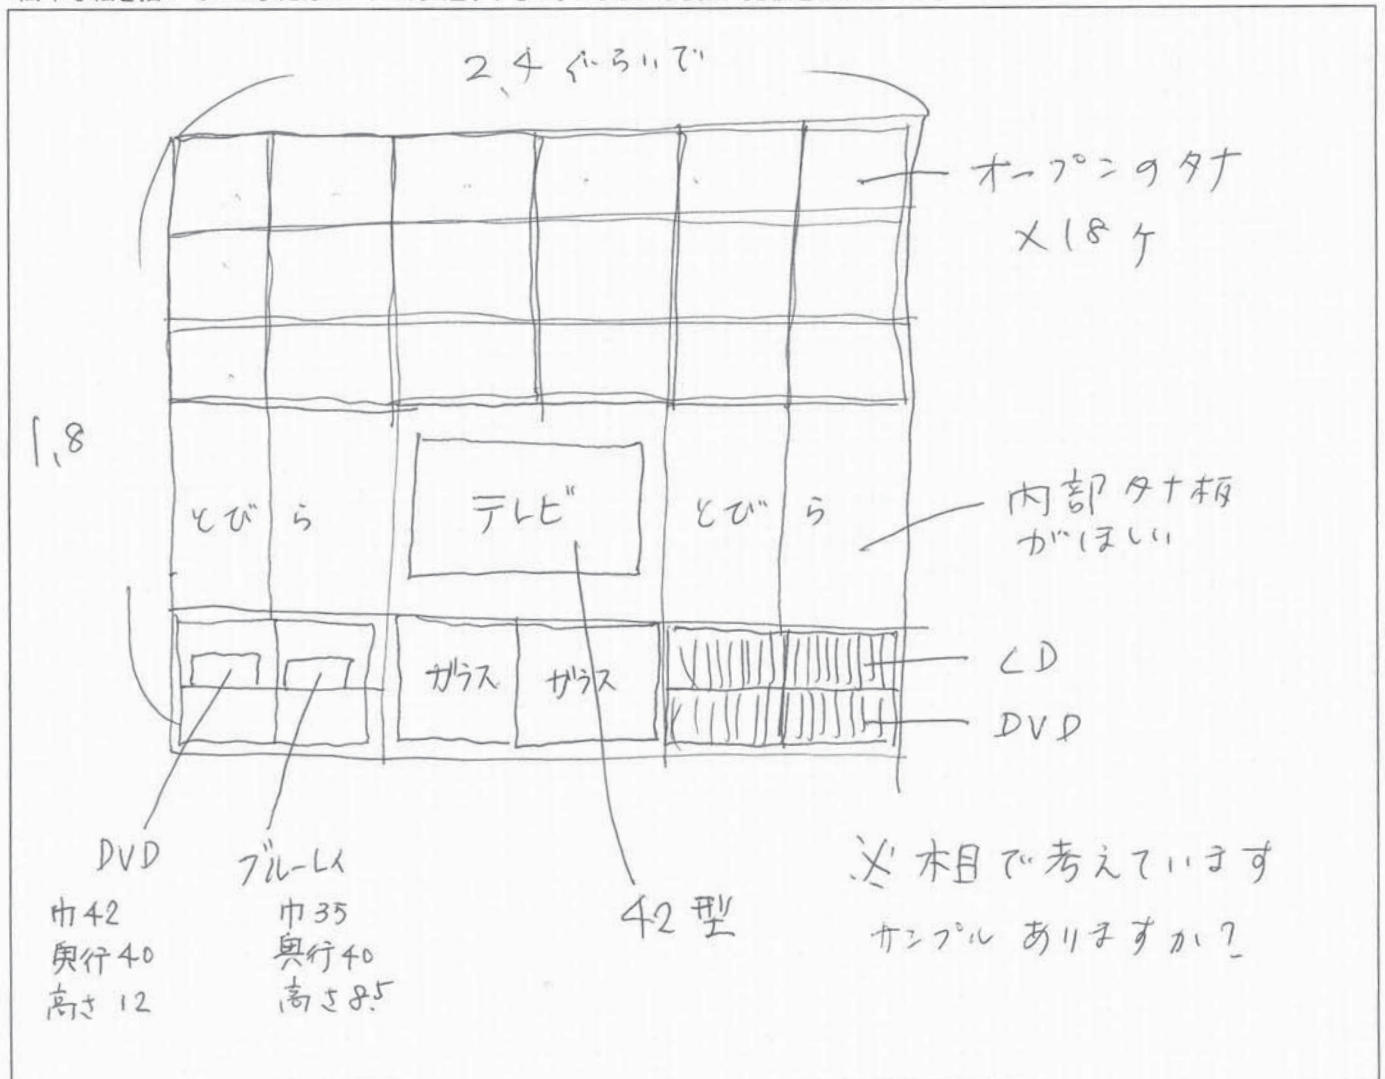 2,4ぐらいで
オープンのタナ
×18ケ
1,8
とびら
テレビ
とびら
内部タナ板
がほしい
ガラス
ガラス
CD
DVD
DVD
巾42
奥行40
高さ12
ブルーレイ
巾35
奥行40
高さ8.5
42型
※木目で考えています
サンプルありますか?